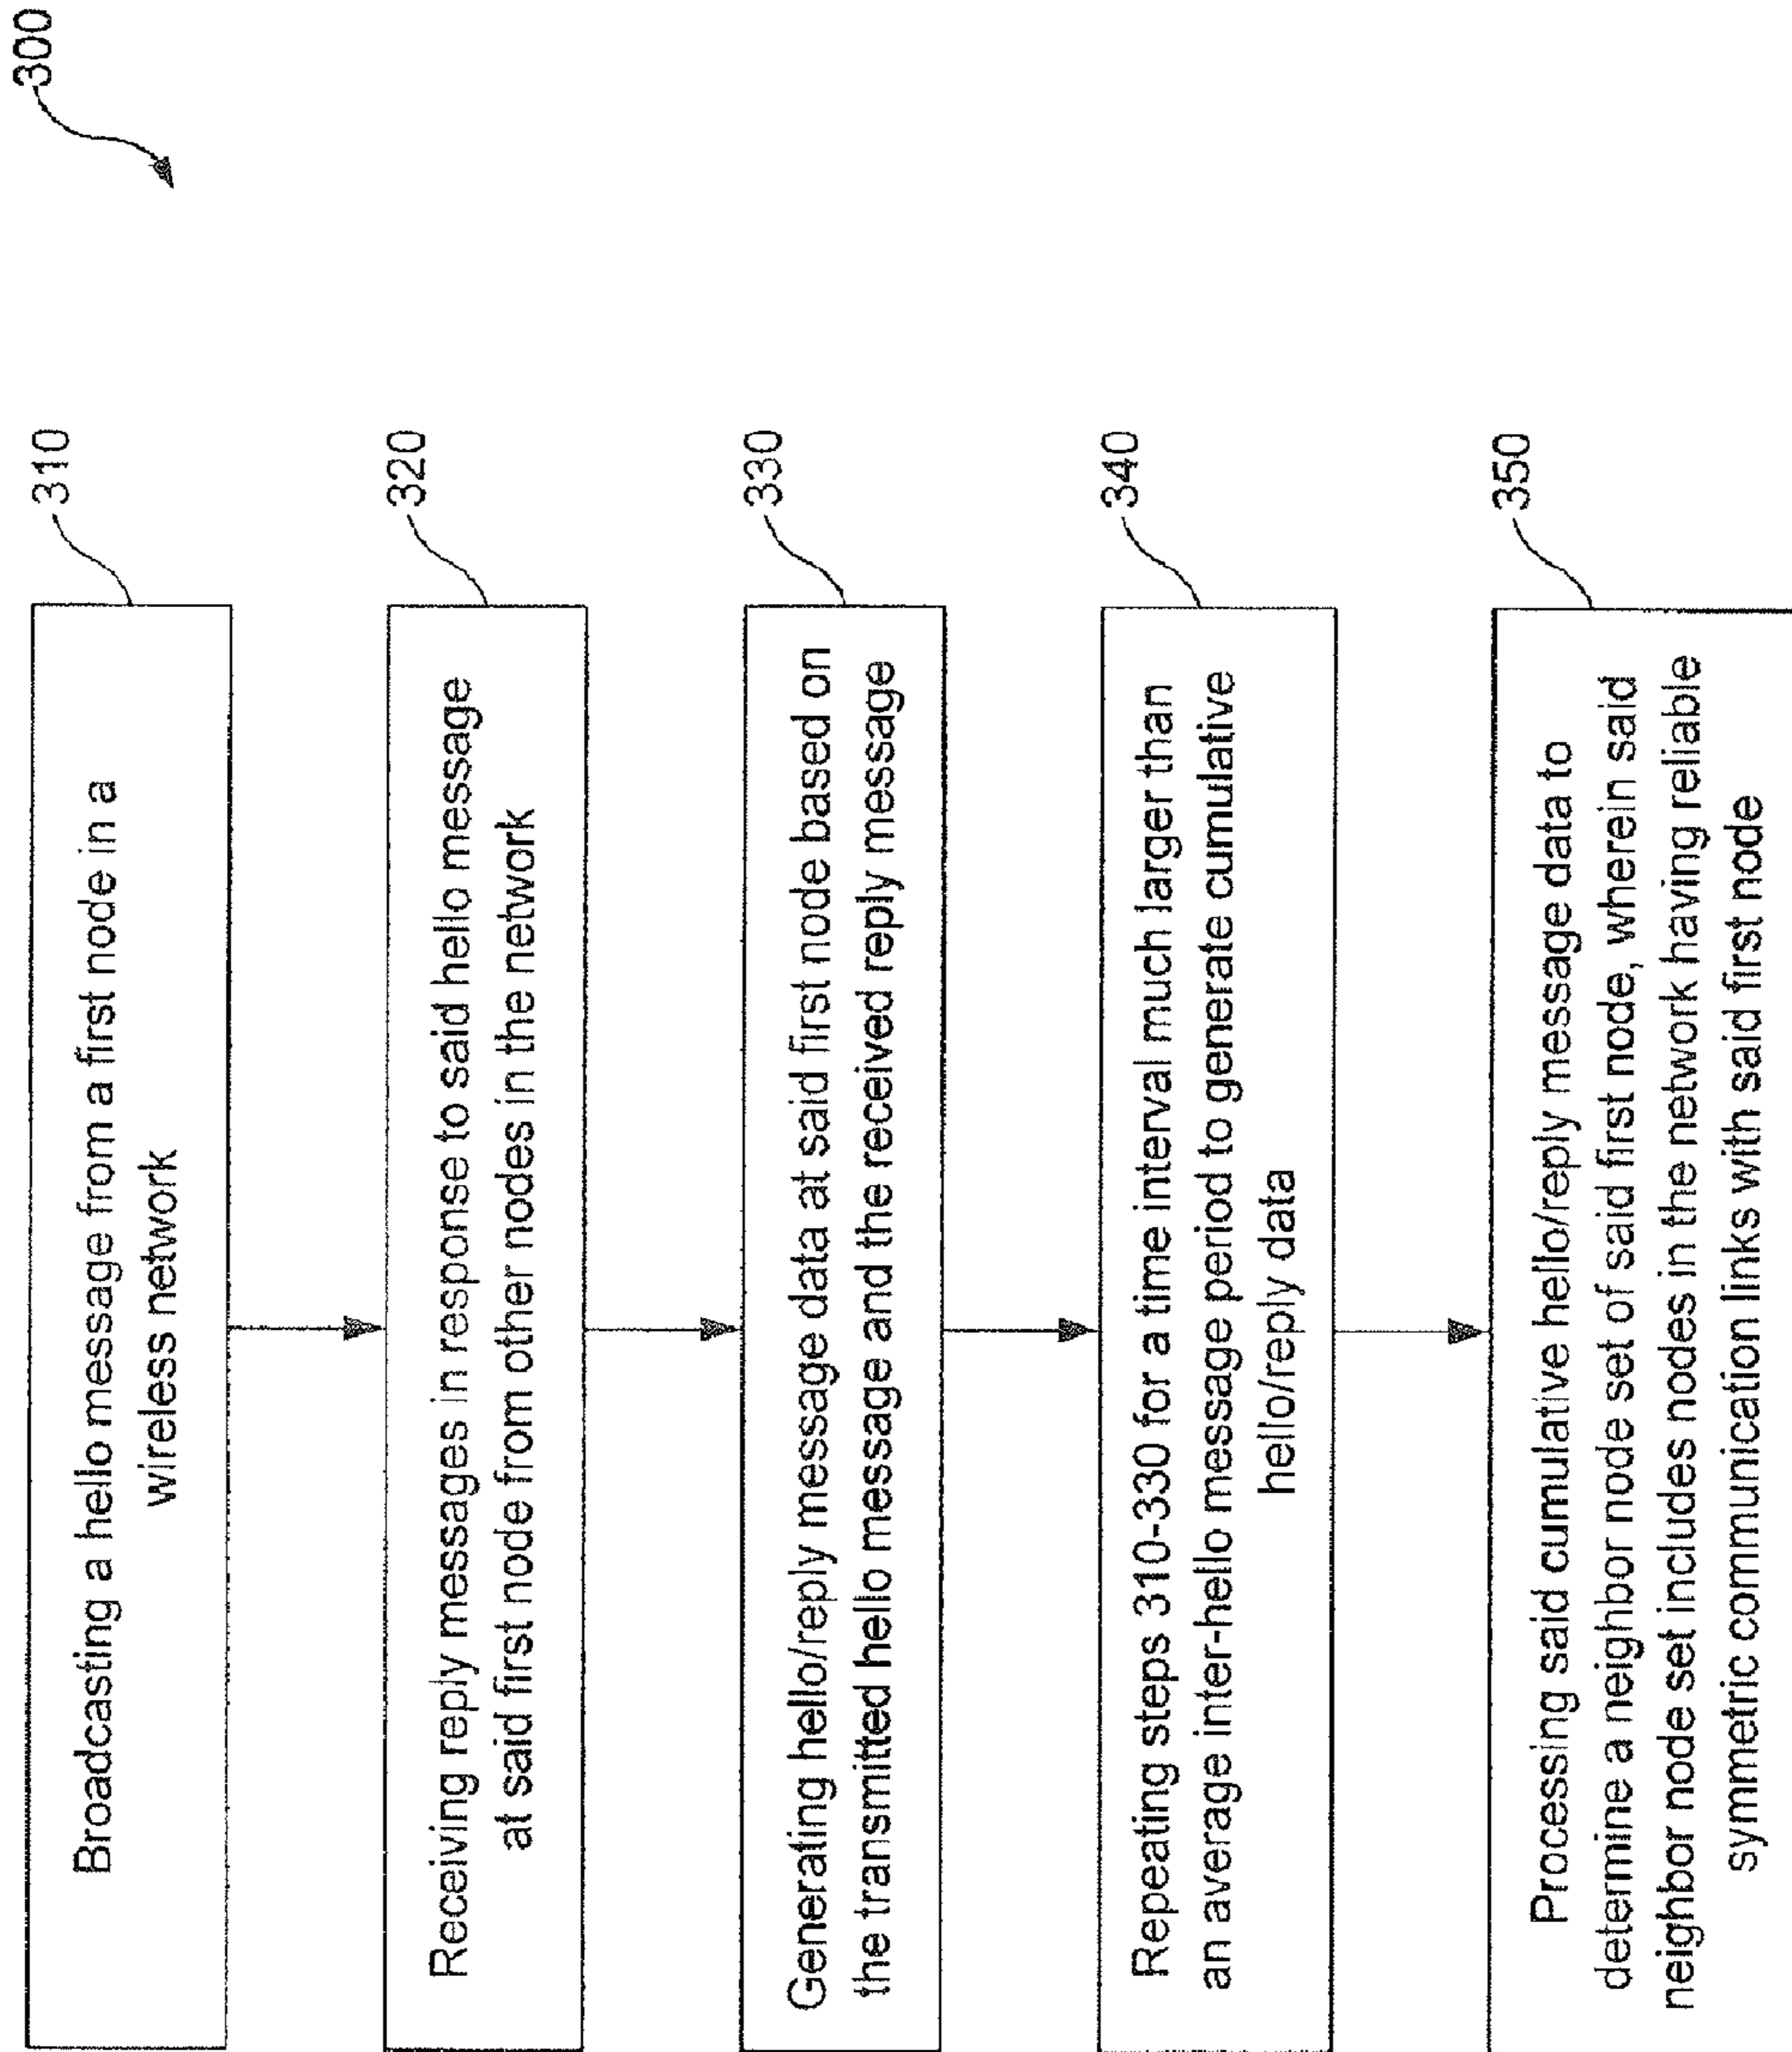 300
310
Broadcasting a hello message from a first node in a
wireless network
320
Receiving reply messages in response to said hello message
at said first node from other nodes in the network
330
Generating hello/reply message data at said first node based on
the transmitted hello message and the received reply message
340
Repeating steps 310-330 for a time interval much larger than
an average inter-hello message period to generate cumulative
hello/reply data
350
Processing said cumulative hello/reply message data to
determine a neighbor node set of said first node, wherein said
neighbor node set includes nodes in the network having reliable
symmetric communication links with said first node